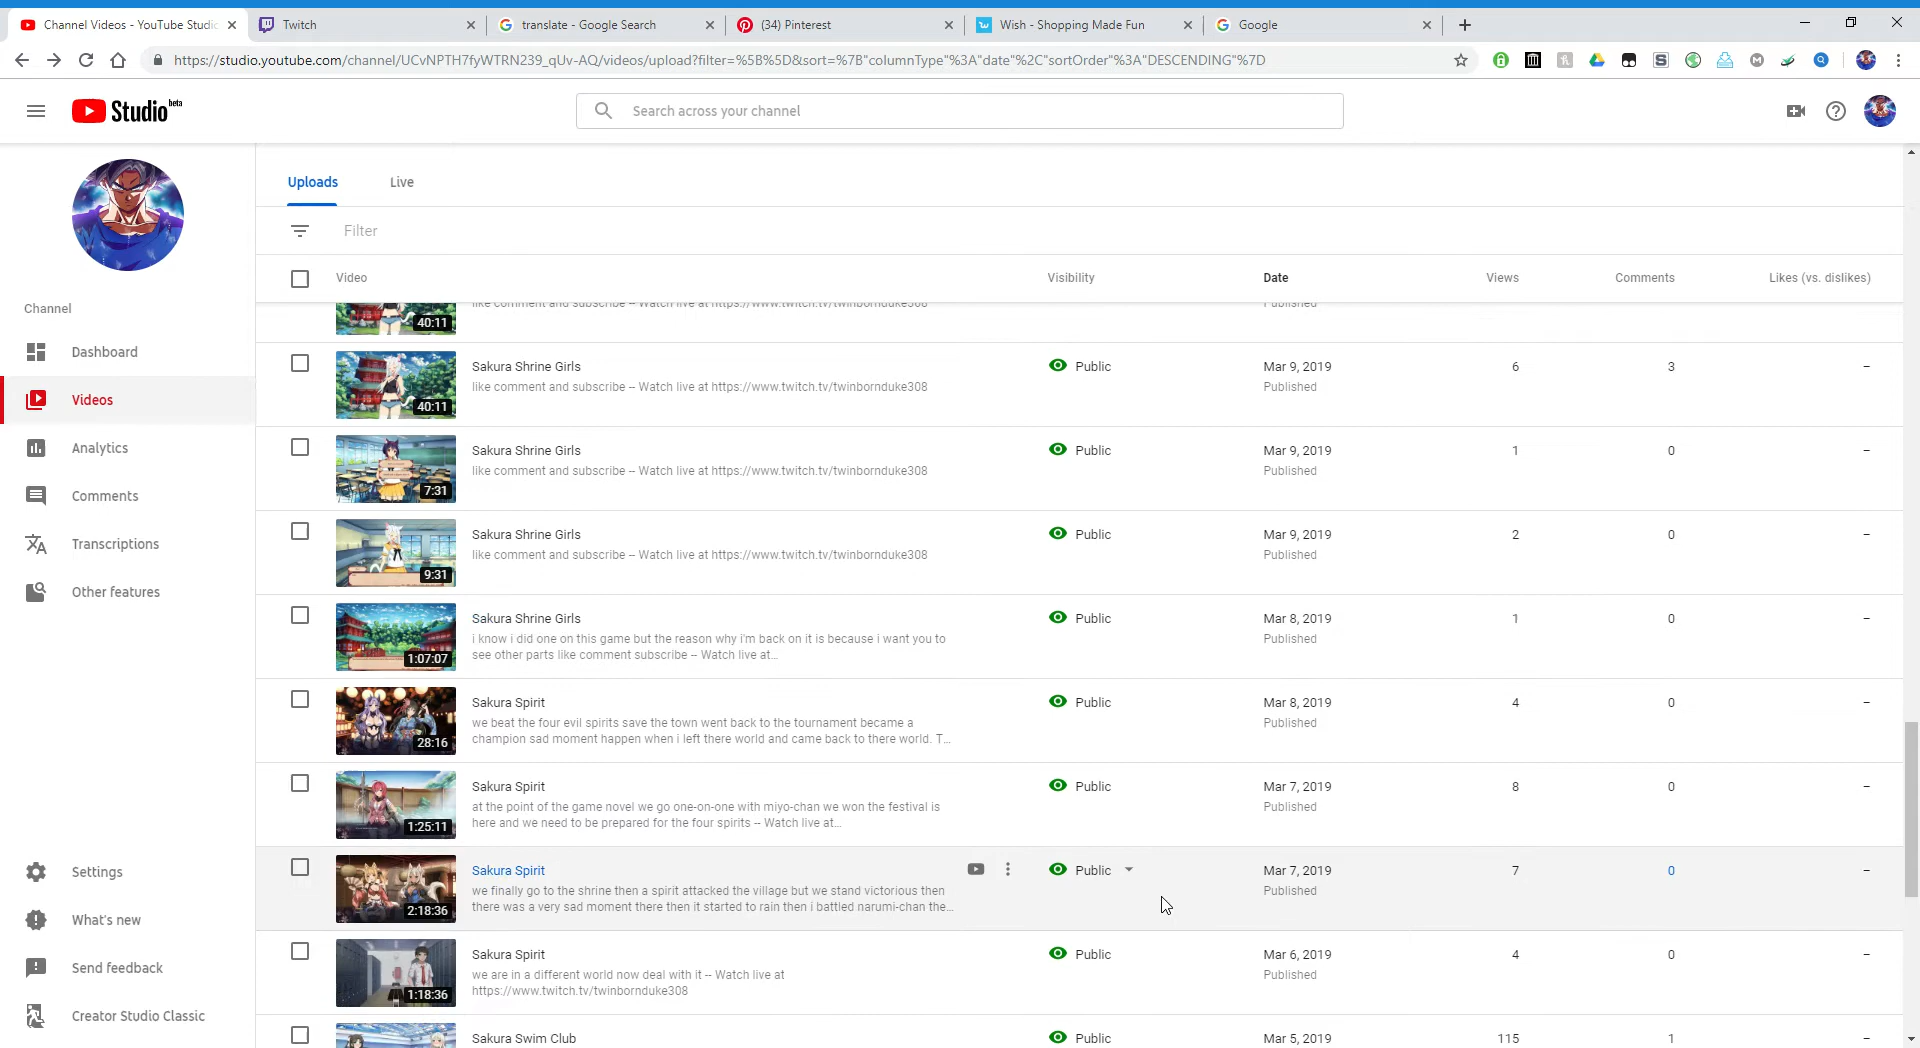 Channel Videos - YouTube Studi
Twitch
translate - Google Search
(34) Pinterest
Wish - Shopping Made Fun
Google
https://studio.youtube.com/channel/UCvNPTH7fyWTRN239_qUv-AQ/videos/upload?filter=%5B%5D&sort=%7B"columnType"%3A"date"%2C"sortOrder"%3A"DESCENDING"%7D
Studio beta
Search across your channel
Uploads
Live
Filter
Video
Visibility
Date
Views
Comments
Likes (vs. dislikes)
Channel
Dashboard
Videos
Analytics
Comments
Transcriptions
Other features
Settings
What's new
Send feedback
Creator Studio Classic
40:11
like comment and subscribe -- Watch live at https://www.twitch.tv/twinbornduke308
Published
40:11
Sakura Shrine Girls
like comment and subscribe -- Watch live at https://www.twitch.tv/twinbornduke308
Public
Mar 9, 2019
Published
6
3
–
7:31
Sakura Shrine Girls
like comment and subscribe -- Watch live at https://www.twitch.tv/twinbornduke308
Public
Mar 9, 2019
Published
1
0
–
9:31
Sakura Shrine Girls
like comment and subscribe -- Watch live at https://www.twitch.tv/twinbornduke308
Public
Mar 9, 2019
Published
2
0
–
1:07:07
Sakura Shrine Girls
i know i did one on this game but the reason why i'm back on it is because i want you to
see other parts like comment subscribe -- Watch live at...
Public
Mar 8, 2019
Published
1
0
–
28:16
Sakura Spirit
we beat the four evil spirits save the town went back to the tournament became a
champion sad moment happen when i left there world and came back to there world. T...
Public
Mar 8, 2019
Published
4
0
–
1:25:11
Sakura Spirit
at the point of the game novel we go one-on-one with miyo-chan we won the festival is
here and we need to be prepared for the four spirits -- Watch live at...
Public
Mar 7, 2019
Published
8
0
–
2:18:36
Sakura Spirit
we finally go to the shrine then a spirit attacked the village but we stand victorious then
there was a very sad moment there then it started to rain then i battled narumi-chan the...
Public
Mar 7, 2019
Published
7
0
–
1:18:36
Sakura Spirit
we are in a different world now deal with it -- Watch live at
https://www.twitch.tv/twinbornduke308
Public
Mar 6, 2019
Published
4
0
–
Sakura Swim Club
Public
Mar 5, 2019
115
1
–